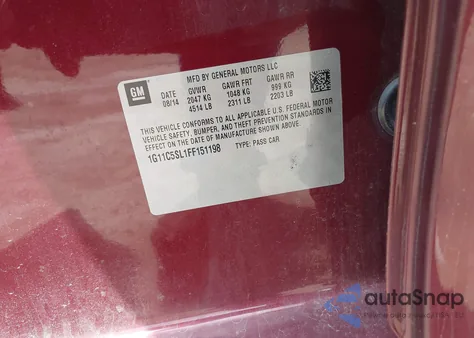 MFD BY GENERAL MOTORS LLC
GM DATE GVWR GAWR FRT GAWR RR
08/14 2047 KG 1048 KG 999 KG
4514 LB 2311 LB 2203 LB
THIS VEHICLE CONFORMS TO ALL APPLICABLE U.S. FEDERAL MOTOR
VEHICLE SAFETY, BUMPER, AND THEFT PREVENTION STANDARDS IN
EFFECT ON THE DATE OF MANUFACTURE SHOWN ABOVE.
1G11C5SL1FF151198 TYPE: PASS CAR
autaSnap